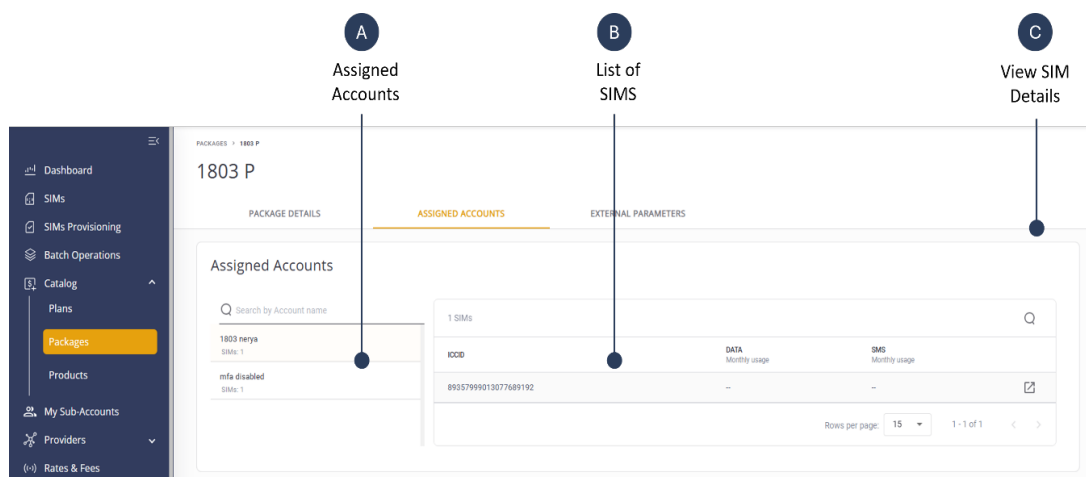 A
B
C
Assigned
Accounts
List of
SIMS
View SIM
Details
Dashboard
SIMs
SIMs Provisioning
Batch Operations
Catalog
Plans
Packages
Products
My Sub-Accounts
Providers
Rates & Fees
PACKAGES > 1803 P
1803 P
PACKAGE DETAILS
ASSIGNED ACCOUNTS
EXTERNAL PARAMETERS
Assigned Accounts
Search by Account name
1803 nerya
SIMs: 1
mfa disabled
SIMs: 1
1 SIMs
ICCID
DATA
Monthly usage
SMS
Monthly usage
89357999013077689192
--
--
Rows per page: 15
1 - 1 of 1